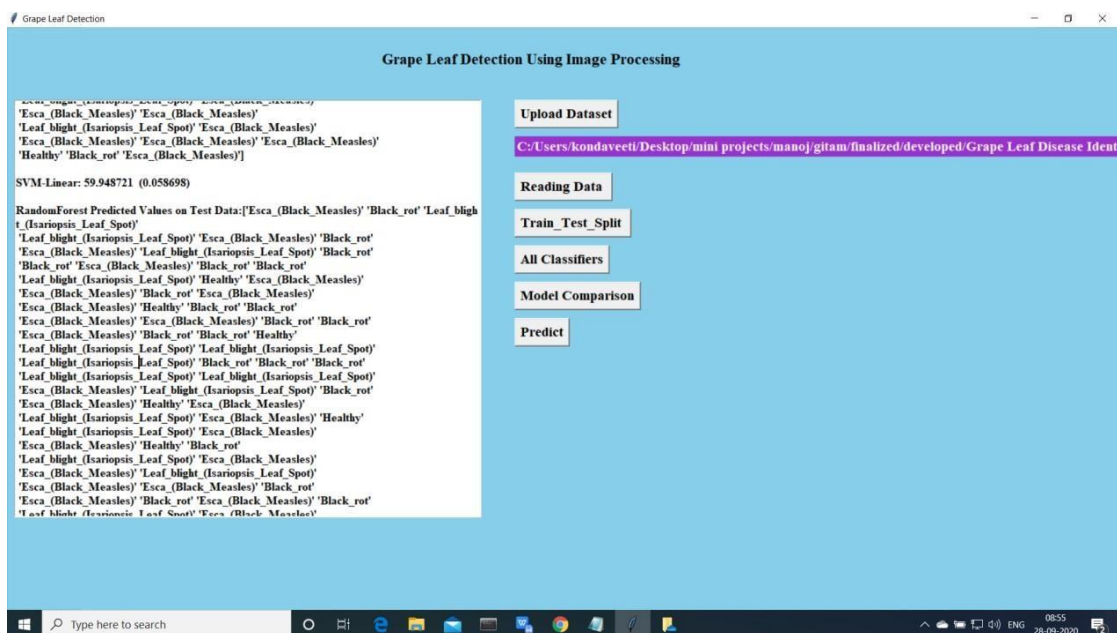 Grape Leaf Detection
Grape Leaf Detection Using Image Processing
'Leaf_blight_(Isariopsis_Leaf_Spot)' 'Esca_(Black_Measles)'
'Esca_(Black_Measles)' 'Esca_(Black_Measles)'
'Leaf_blight_(Isariopsis_Leaf_Spot)' 'Esca_(Black_Measles)'
'Esca_(Black_Measles)' 'Esca_(Black_Measles)' 'Esca_(Black_Measles)'
'Healthy' 'Black_rot' 'Esca_(Black_Measles)']
SVM-Linear: 59.948721 (0.058698)
RandomForest Predicted Values on Test Data:['Esca_(Black_Measles)' 'Black_rot' 'Leaf_bligh
t_(Isariopsis_Leaf_Spot)'
'Leaf_blight_(Isariopsis_Leaf_Spot)' 'Esca_(Black_Measles)' 'Black_rot'
'Esca_(Black_Measles)' 'Leaf_blight_(Isariopsis_Leaf_Spot)' 'Black_rot'
'Black_rot' 'Esca_(Black_Measles)' 'Black_rot' 'Black_rot'
'Leaf_blight_(Isariopsis_Leaf_Spot)' 'Healthy' 'Esca_(Black_Measles)'
'Esca_(Black_Measles)' 'Black_rot' 'Esca_(Black_Measles)'
'Esca_(Black_Measles)' 'Healthy' 'Black_rot' 'Black_rot'
'Esca_(Black_Measles)' 'Esca_(Black_Measles)' 'Black_rot' 'Black_rot'
'Esca_(Black_Measles)' 'Black_rot' 'Black_rot' 'Healthy'
'Leaf_blight_(Isariopsis_Leaf_Spot)' 'Leaf_blight_(Isariopsis_Leaf_Spot)'
'Leaf_blight_(Isariopsis_Leaf_Spot)' 'Black_rot' 'Black_rot' 'Black_rot'
'Leaf_blight_(Isariopsis_Leaf_Spot)' 'Leaf_blight_(Isariopsis_Leaf_Spot)'
'Esca_(Black_Measles)' 'Leaf_blight_(Isariopsis_Leaf_Spot)' 'Black_rot'
'Esca_(Black_Measles)' 'Healthy' 'Esca_(Black_Measles)'
'Leaf_blight_(Isariopsis_Leaf_Spot)' 'Esca_(Black_Measles)' 'Healthy'
'Leaf_blight_(Isariopsis_Leaf_Spot)' 'Esca_(Black_Measles)'
'Esca_(Black_Measles)' 'Healthy' 'Black_rot'
'Leaf_blight_(Isariopsis_Leaf_Spot)' 'Esca_(Black_Measles)'
'Esca_(Black_Measles)' 'Leaf_blight_(Isariopsis_Leaf_Spot)'
'Esca_(Black_Measles)' 'Esca_(Black_Measles)' 'Black_rot'
'Esca_(Black_Measles)' 'Black_rot' 'Esca_(Black_Measles)' 'Black_rot'
'Leaf_blight_(Isariopsis_Leaf_Spot)' 'Esca_(Black_Measles)'
Upload Dataset
C:/Users/kondaveeti/Desktop/mini projects/manoj/gitam/finalized/developed/Grape Leaf Disease Ident
Reading Data
Train_Test_Split
All Classifiers
Model Comparison
Predict
Type here to search
ENG
08:55
28-09-2020